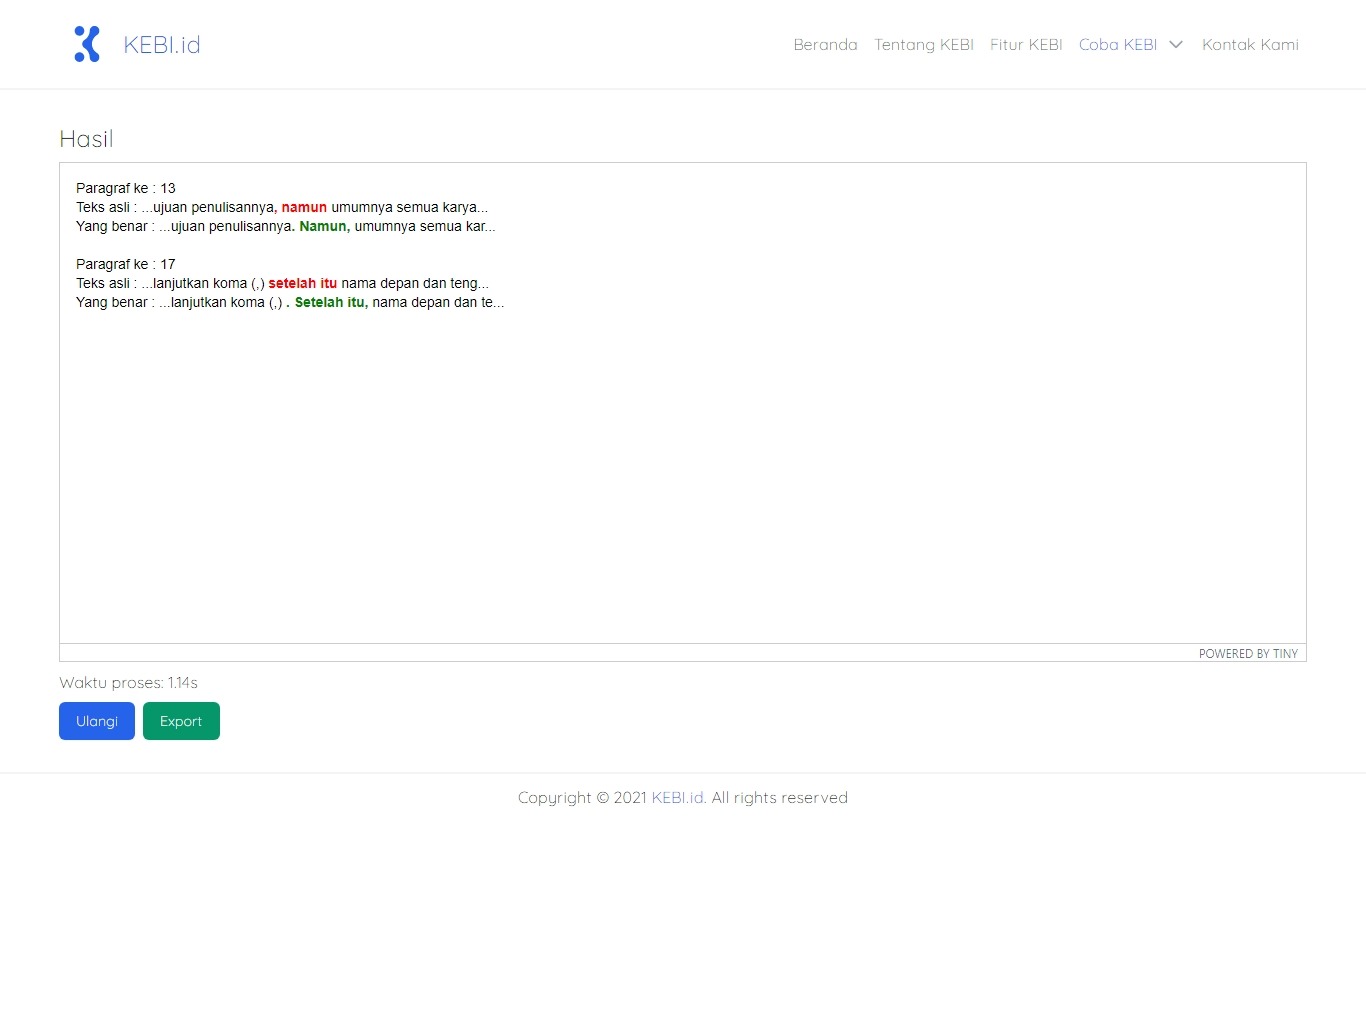 KEBI.id
Beranda Tentang KEBI Fitur KEBI Coba KEBI Kontak Kami
Hasil
Paragraf ke : 13
Teks asli : ...ujuan penulisannya, namun umumnya semua karya...
Yang benar : ...ujuan penulisannya. Namun, umumnya semua kar...
Paragraf ke : 17
Teks asli : ...lanjutkan koma (,) setelah itu nama depan dan teng...
Yang benar : ...lanjutkan koma (,) . Setelah itu, nama depan dan te...
POWERED BY TINY
Waktu proses: 1.14s
Ulangi Export
Copyright © 2021 KEBI.id. All rights reserved